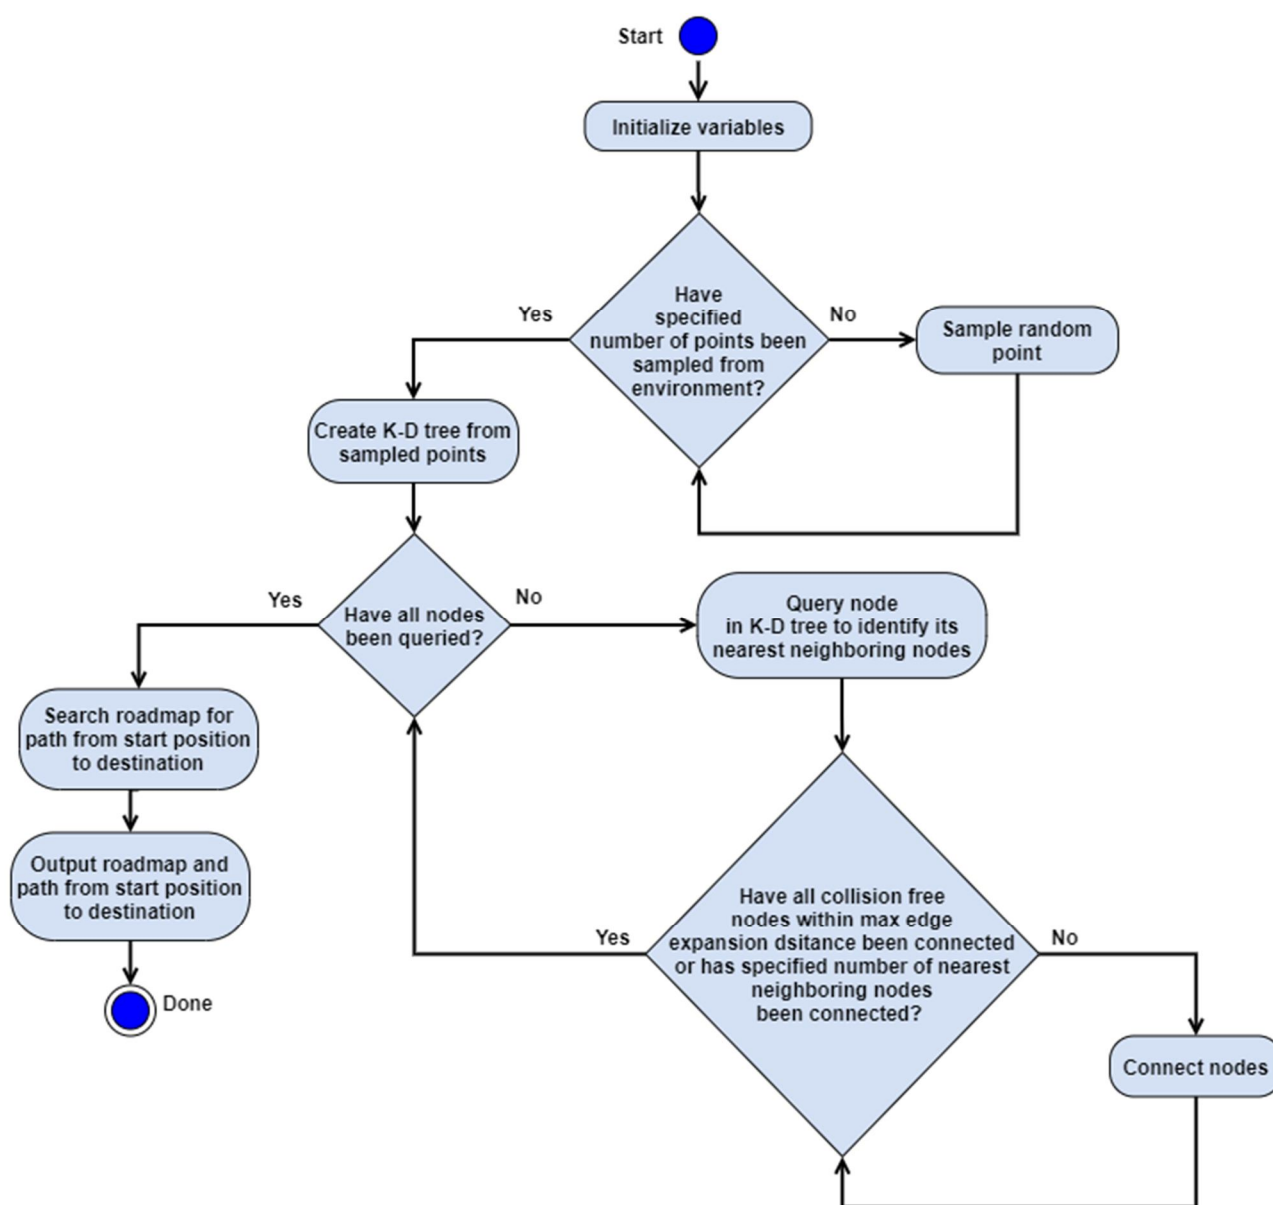 Start
Initialize variables
Have
specified
number of points been
sampled from
environment?
Yes
No
Sample random
point
Create K-D tree from
sampled points
Have all nodes
been queried?
Yes
No
Query node
in K-D tree to identify its
nearest neighboring nodes
Search roadmap for
path from start position
to destination
Output roadmap and
path from start position
to destination
Done
Have all collision free
nodes within max edge
expansion dsitance been connected
or has specified number of nearest
neighboring nodes
been connected?
Yes
No
Connect nodes